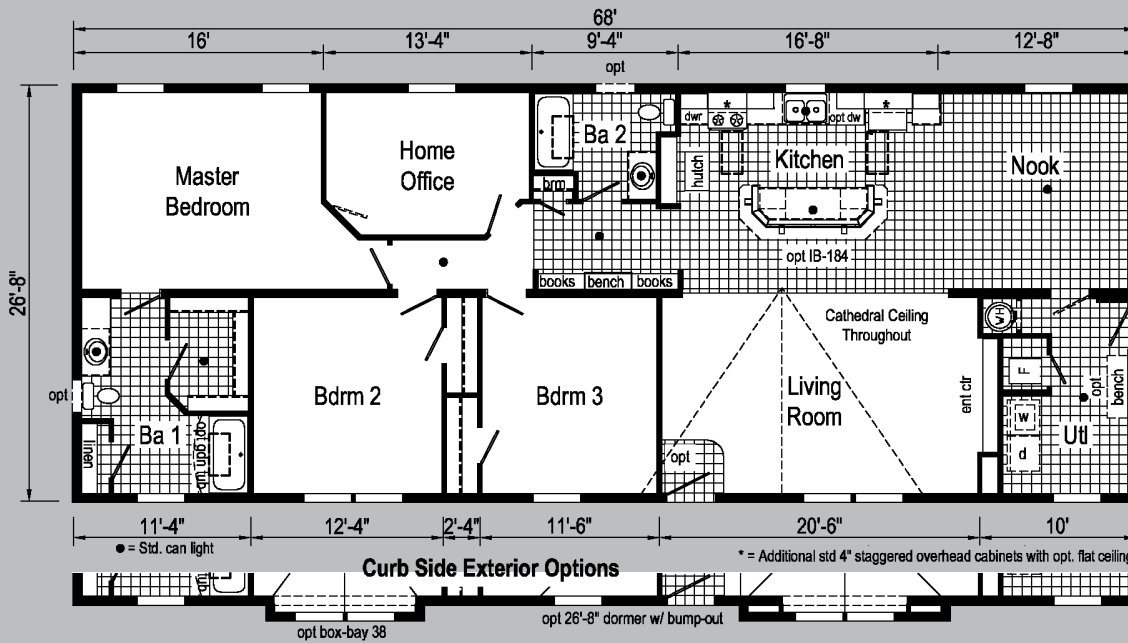 68'
16'
13'-4"
9'-4"
16'-8"
12'-8"
opt
26'-8"
Master
Bedroom
Home
Office
Ba 2
brm
hutch
dwr
*
opt dw
*
Kitchen
Nook
opt IB-184
books
bench
books
opt
Ba 1
linen
opt gdn tub
Bdrm 2
Bdrm 3
Cathedral Ceiling
Throughout
Living
Room
opt
ent ctr
WH
F
w
d
Utl
opt
bench
11'-4"
12'-4"
2'-4"
11'-6"
20'-6"
10'
● = Std. can light
* = Additional std 4" staggered overhead cabinets with opt. flat ceiling
Curb Side Exterior Options
opt box-bay 38
opt 26'-8" dormer w/ bump-out